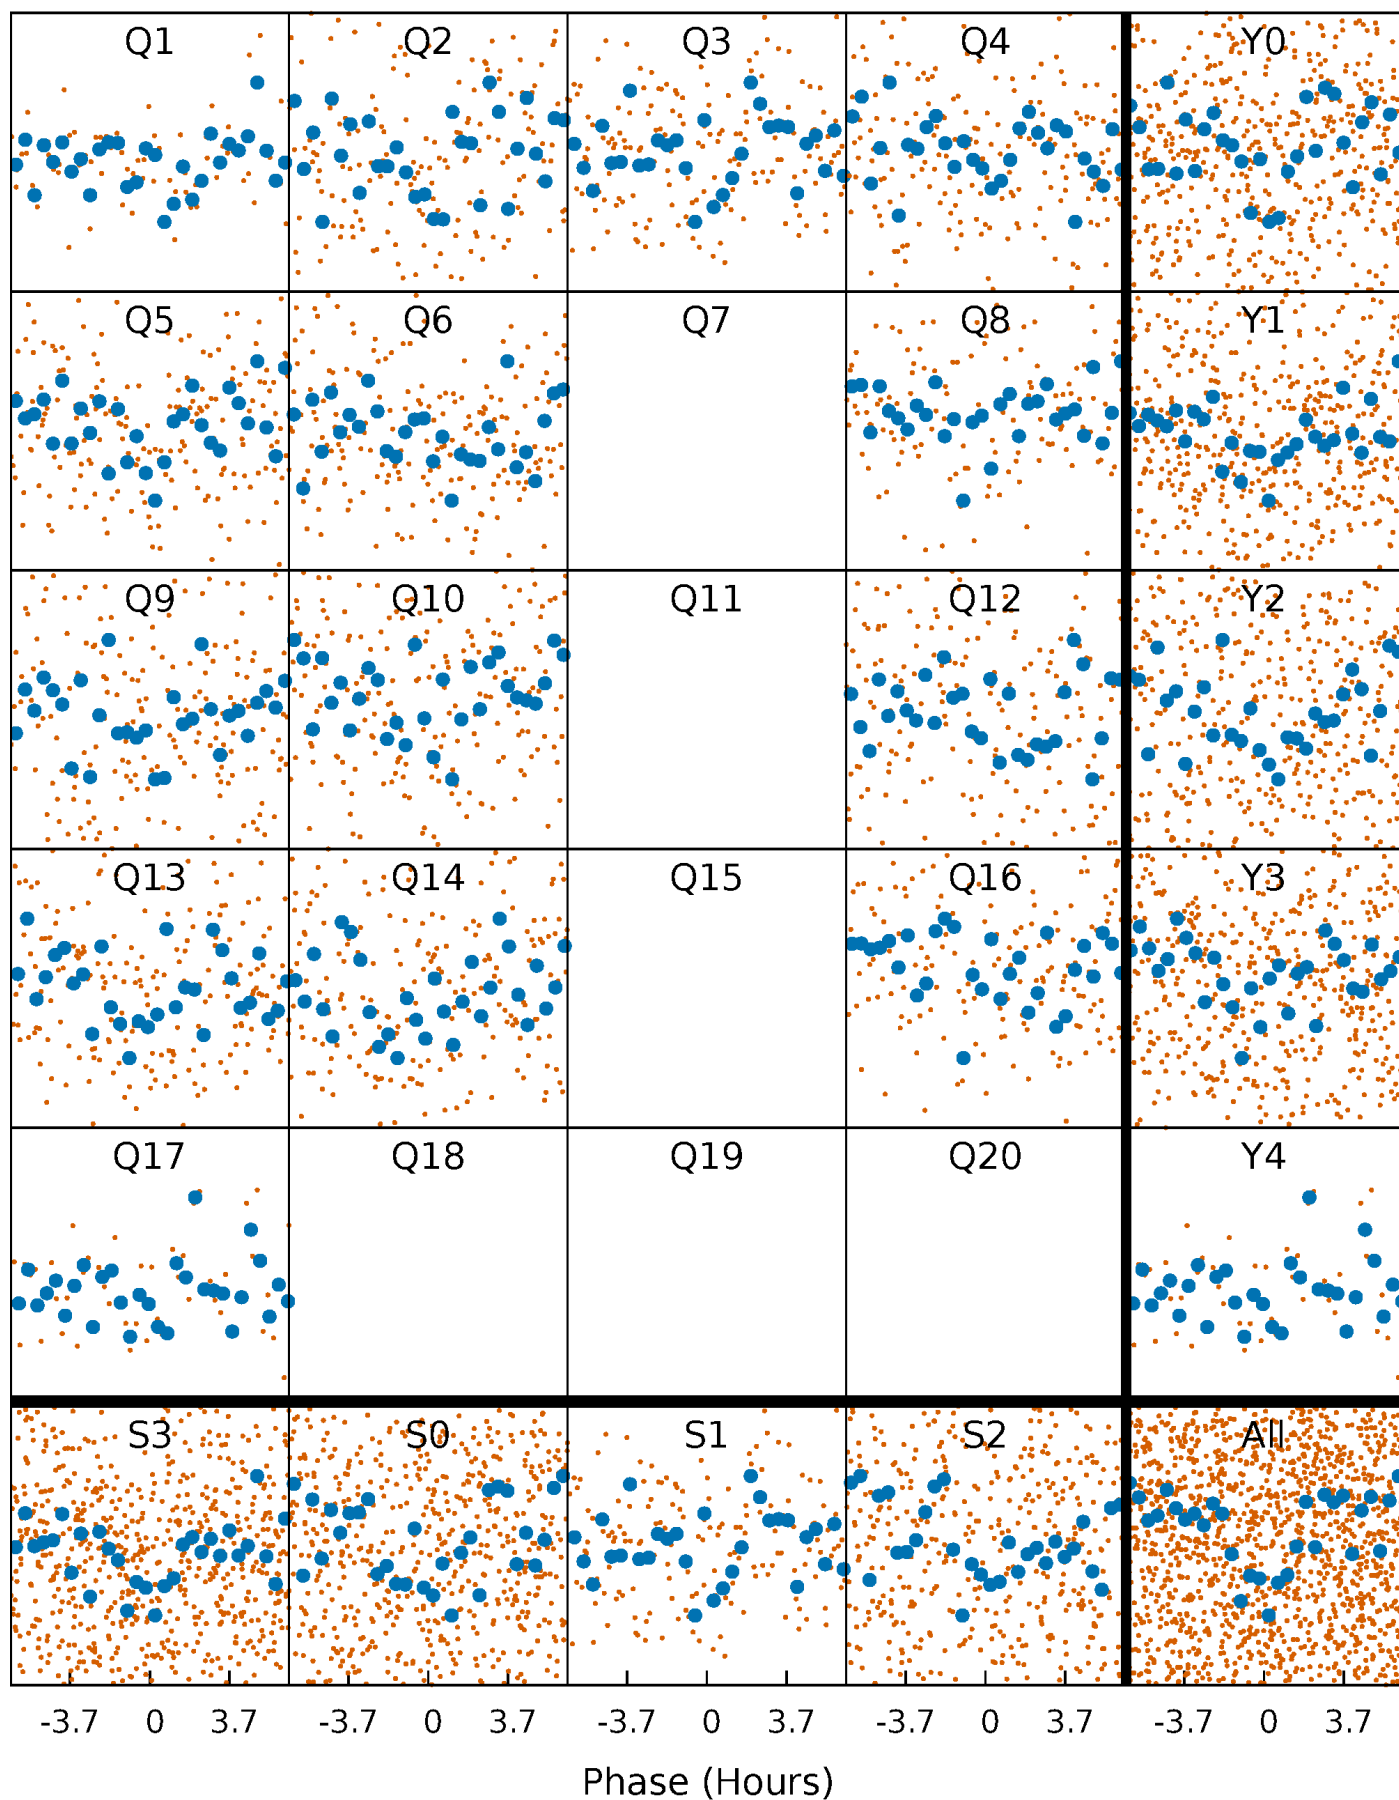 Q1 Q2 Q3 Q4 Y0
Q5 Q6 Q7 Q8 Y1
Q9 Q10 Q11 Q12 Y2
Q13 Q14 Q15 Q16 Y3
Q17 Q18 Q19 Q20 Y4
S3 S0 S1 S2 All
-3.7 0 3.7 -3.7 0 3.7 -3.7 0 3.7 -3.7 0 3.7 -3.7 0 3.7
Phase (Hours)